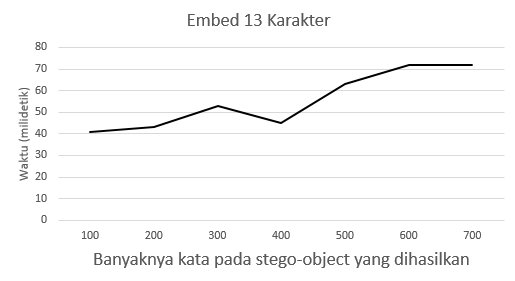 Embed 13 Karakter
80
70
60
50
40
30
20
10
0
Waktu (milidetik)
100 200 300 400 500 600 700
Banyaknya kata pada stego-object yang dihasilkan